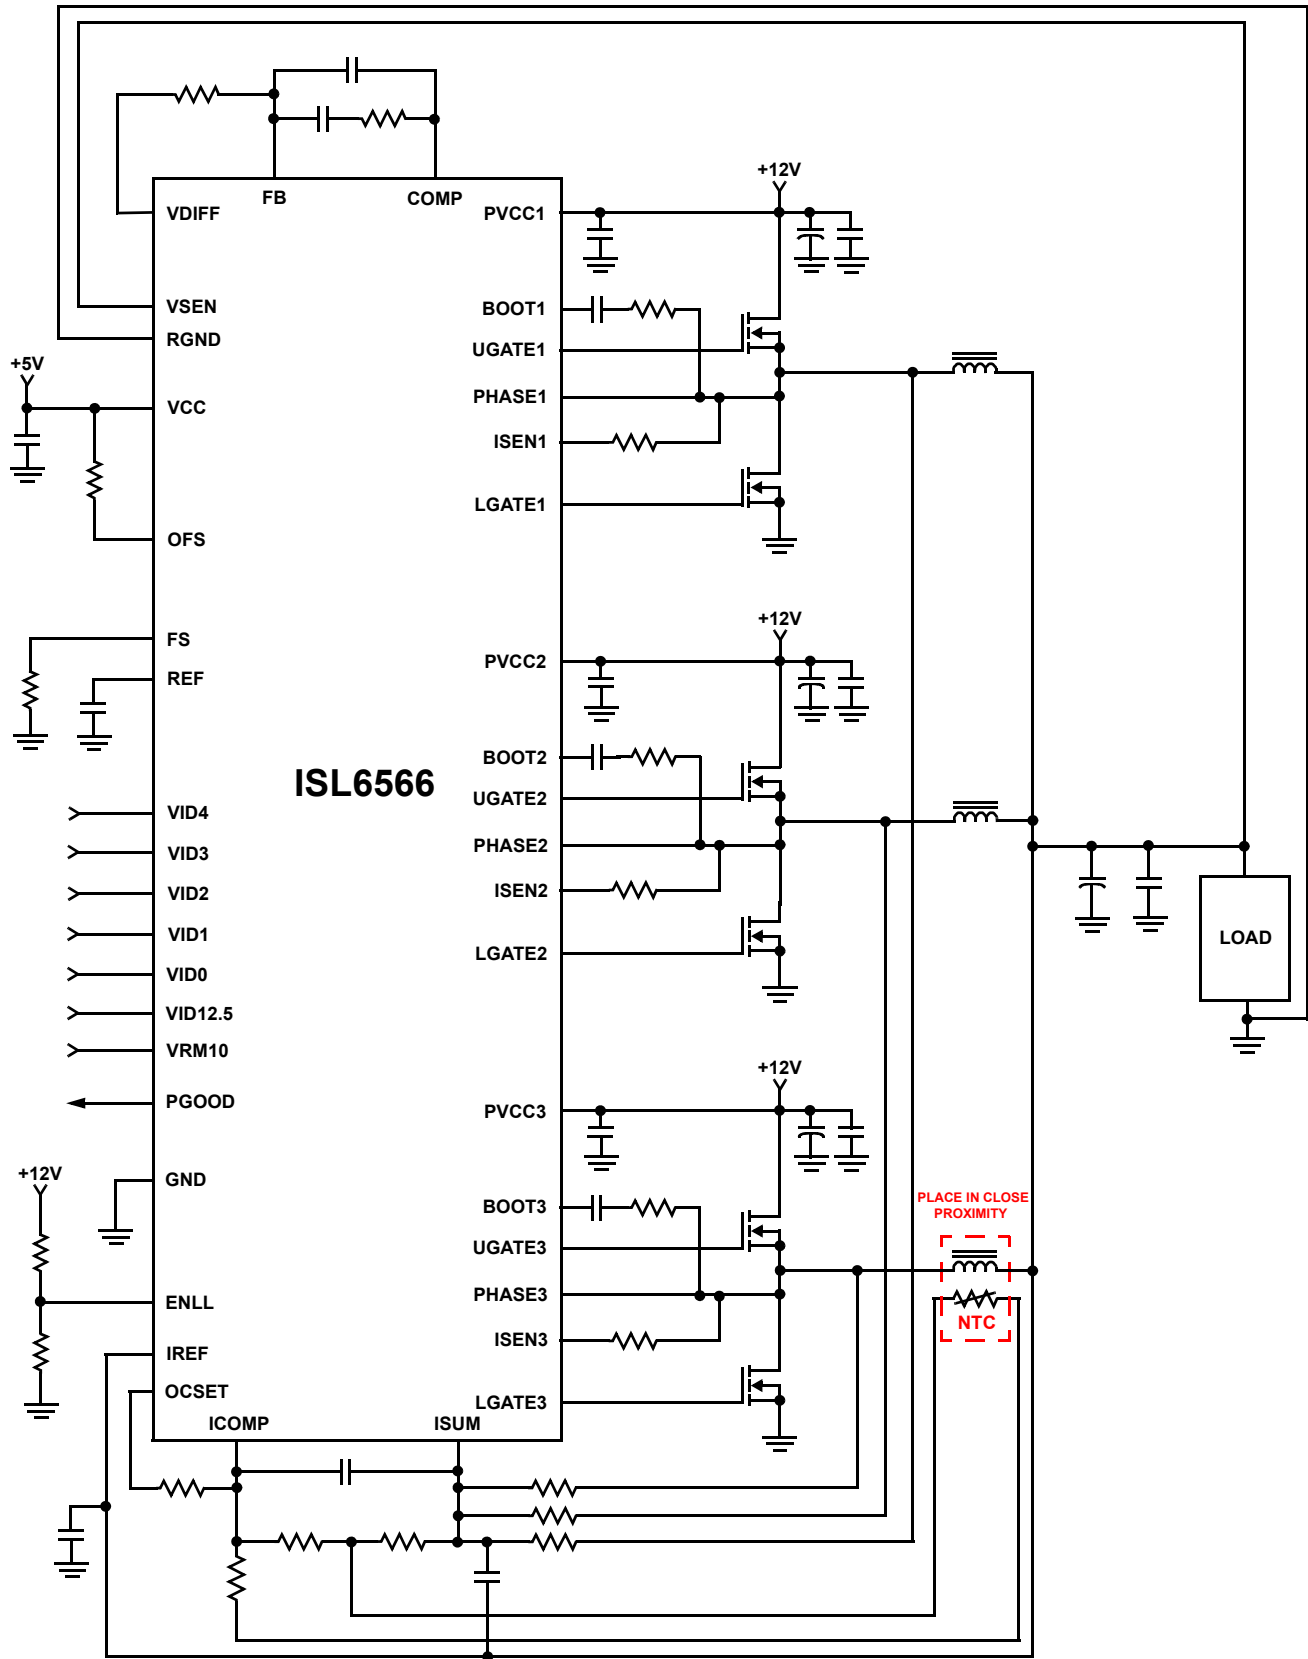 +12V
FB
COMP
VDIFF
PVCC1
VSEN
BOOT1
RGND
UGATE1
+5V
PHASE1
VCC
ISEN1
LGATE1
OFS
+12V
FS
PVCC2
REF
BOOT2
ISL6566
UGATE2
VID4
PHASE2
VID3
ISEN2
VID2
VID1
LGATE2
LOAD
VID0
VID12.5
VRM10
+12V
PGOOD
PVCC3
+12V
GND
PLACE IN CLOSE
PROXIMITY
BOOT3
UGATE3
PHASE3
ENLL
NTC
ISEN3
IREF
OCSET
LGATE3
ICOMP
ISUM